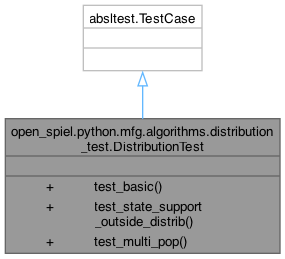 absltest.TestCase
open_spiel.python.mfg.algorithms.distribution
_test.DistributionTest
+ test_basic()
+ test_state_support
_outside_distrib()
+ test_multi_pop()